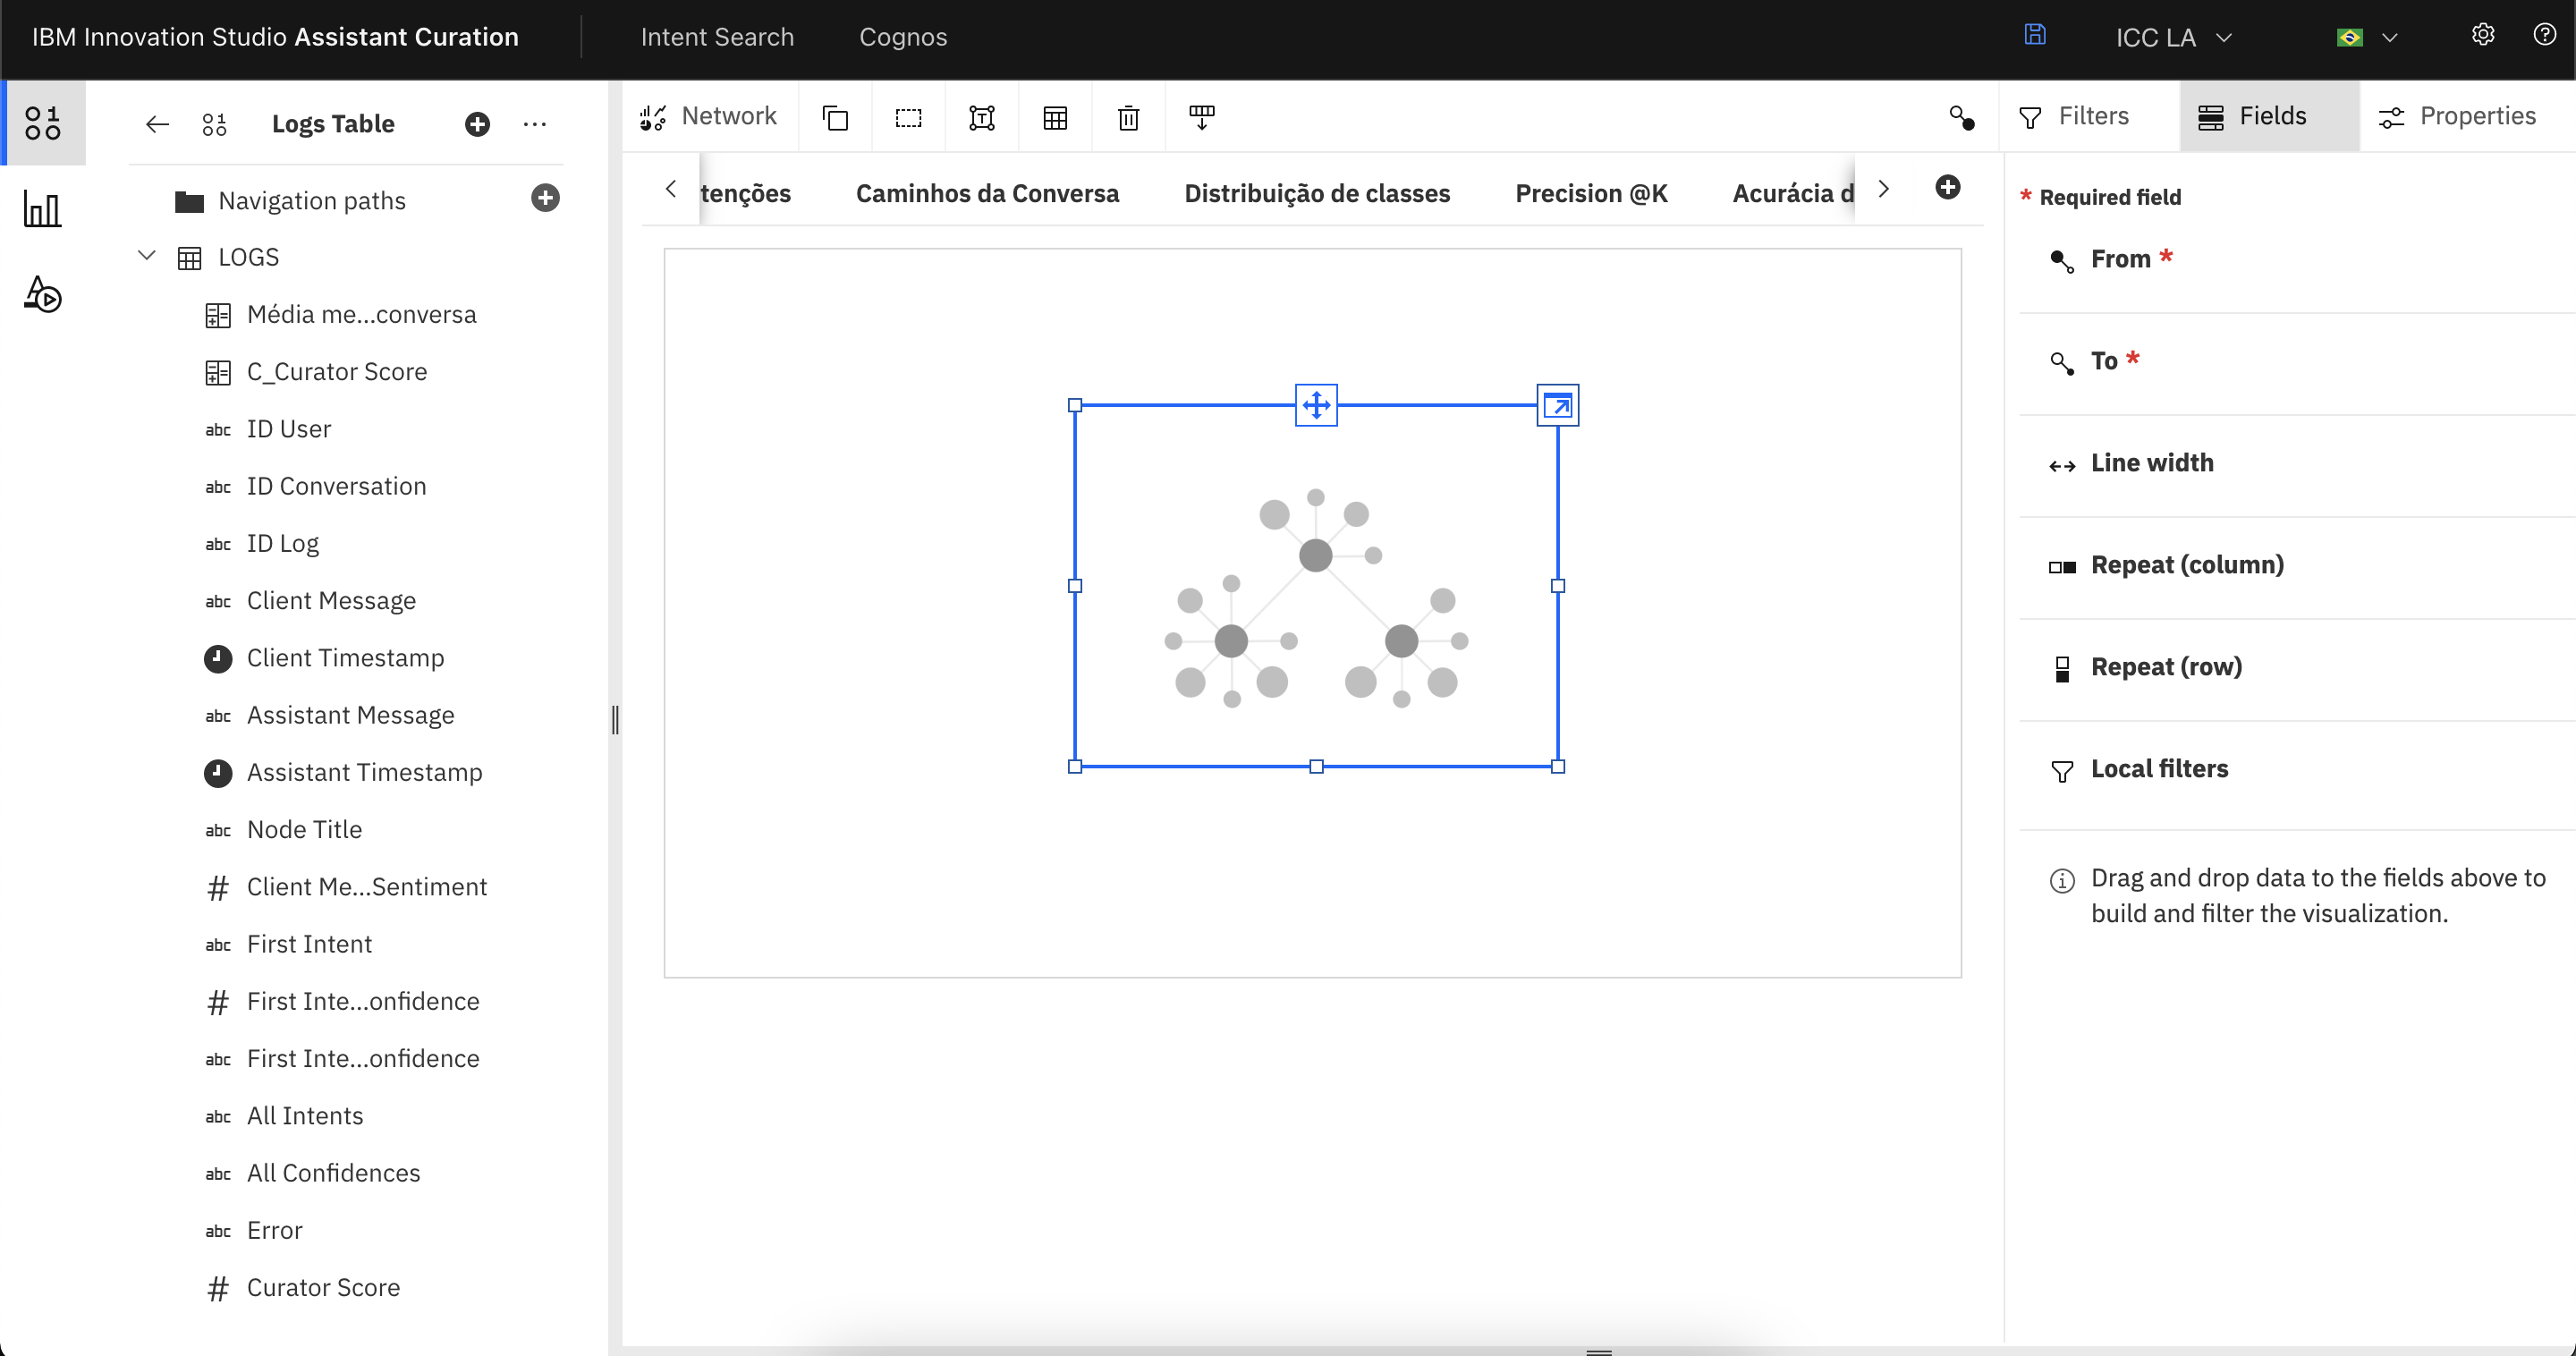 IBM Innovation Studio Assistant Curation
Intent Search
Cognos
ICC LA
Logs Table
Navigation paths
LOGS
Média me...conversa
C_Curator Score
abc ID User
abc ID Conversation
abc ID Log
abc Client Message
Client Timestamp
abc Assistant Message
Assistant Timestamp
abc Node Title
# Client Me...Sentiment
abc First Intent
# First Inte...onfidence
abc First Inte...onfidence
abc All Intents
abc All Confidences
abc Error
# Curator Score
Network
Filters
Fields
Properties
tenções
Caminhos da Conversa
Distribuição de classes
Precision @K
Acurácia d
* Required field
From *
To *
Line width
Repeat (column)
Repeat (row)
Local filters
Drag and drop data to the fields above to
build and filter the visualization.